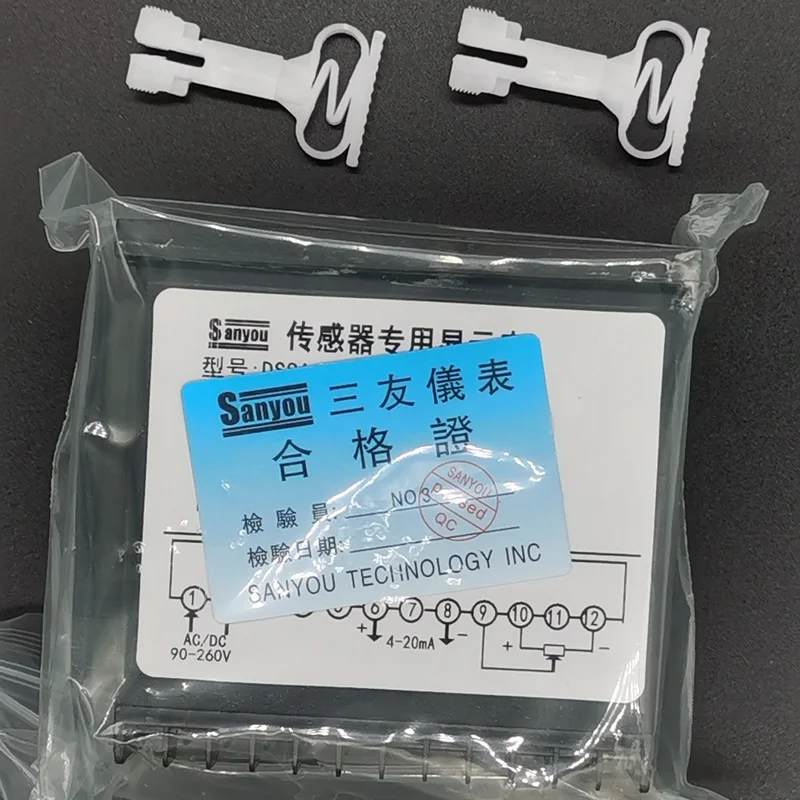 Sanyou 传感器专用显示
型号:DS
Sanyou 三友儀表
合格證
檢驗員: NO3
SANYOU
passed
QC
檢驗日期:
SANYOU TECHNOLOGY INC
1 6 7 8 9 10 11 12
+ 4-20mA − + −
AC/DC
90-260V